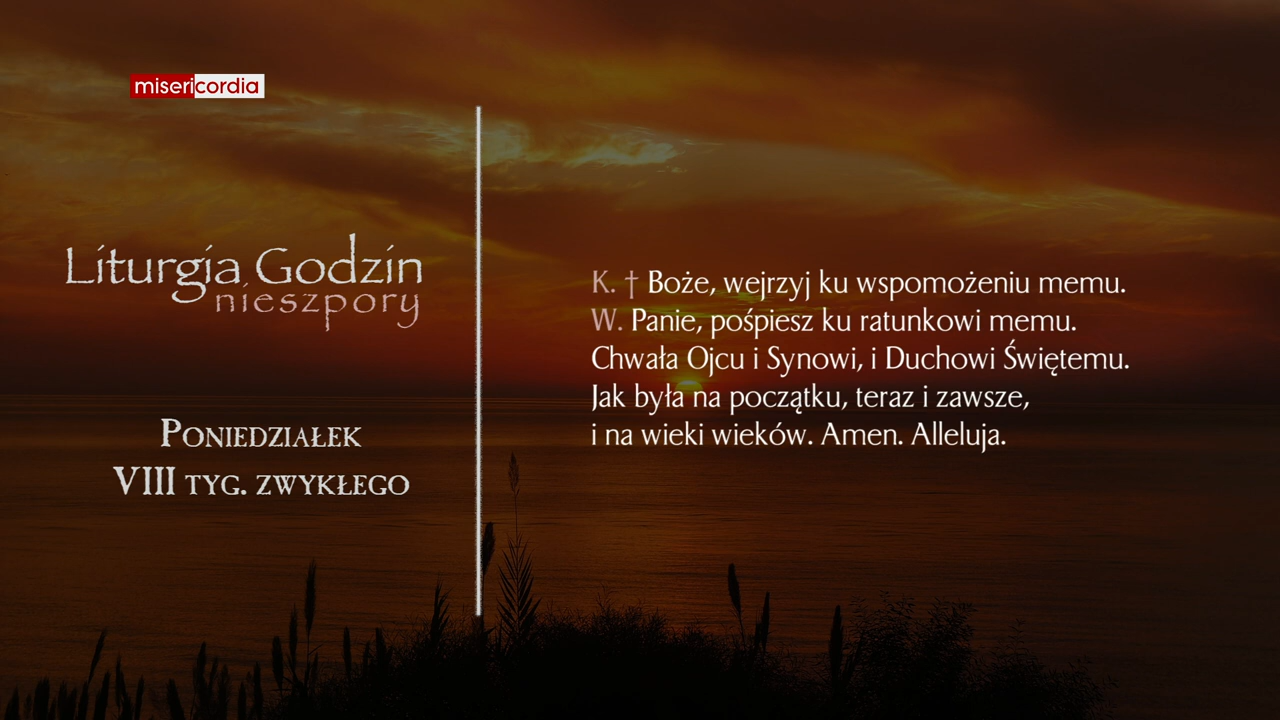 misericordia
Liturgia Godzin
nieszpory
Poniedziałek
VIII tyg. zwykłego
K. † Boże, wejrzyj ku wspomożeniu memu.
W. Panie, pośpiesz ku ratunkowi memu.
Chwała Ojcu i Synowi, i Duchowi Świętemu.
Jak była na początku, teraz i zawsze,
i na wieki wieków. Amen. Alleluja.